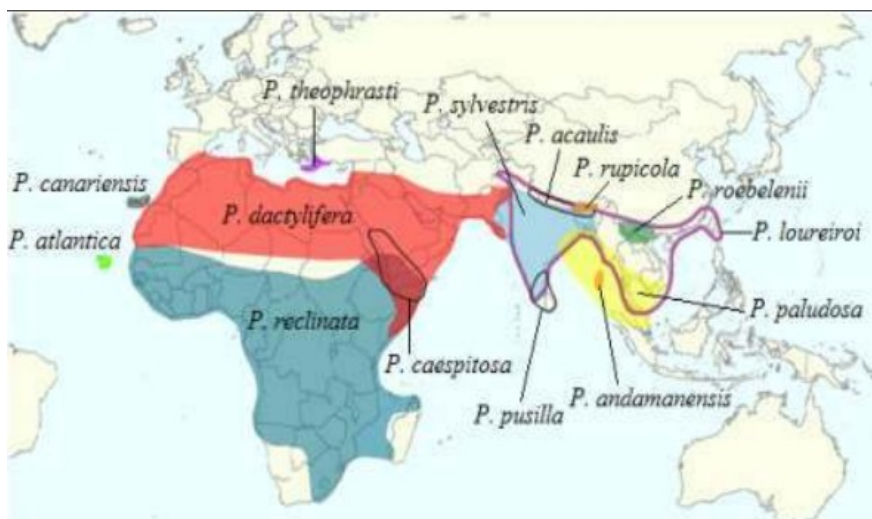 P. theophrasti
P. sylvestris
P. acaulis
P. rupicola
P. canariensis
P. roebelenii
P. dactylifera
P. atlantica
P. loureiroi
P. reclinata
P. paludosa
P. caespitosa
P. andamanensis
P. pusilla